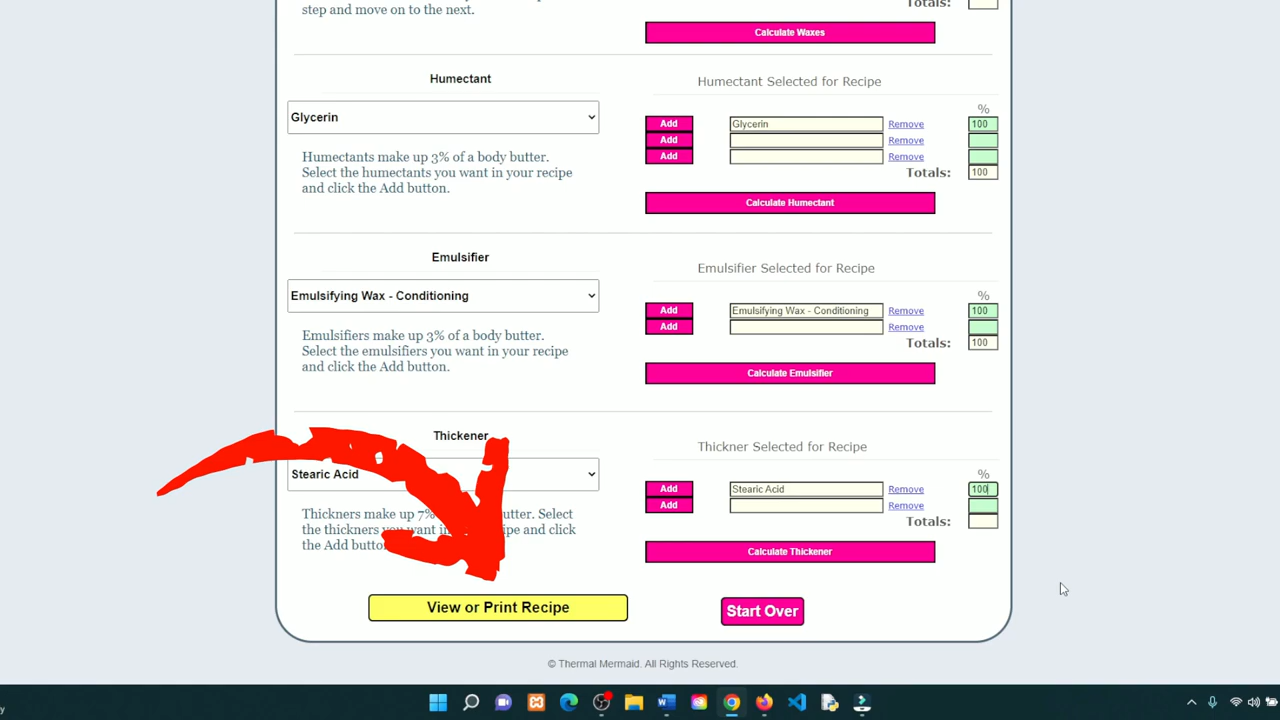 step and move on to the next.
Totals:
Calculate Waxes
Humectant
Humectant Selected for Recipe
%
Glycerin
Add Glycerin Remove 100
Add Remove
Add Remove
Totals: 100
Humectants make up 3% of a body butter.
Select the humectants you want in your recipe
and click the Add button.
Calculate Humectant
Emulsifier
Emulsifier Selected for Recipe
%
Emulsifying Wax - Conditioning
Add Emulsifying Wax - Conditioning Remove 100
Add Remove
Totals: 100
Emulsifiers make up 3% of a body butter.
Select the emulsifiers you want in your recipe
and click the Add button.
Calculate Emulsifier
Thickener
Thickner Selected for Recipe
%
Stearic Acid
Add Stearic Acid Remove 100
Add Remove
Totals:
Thickners make up 7% utter. Select
the thickners you want in ipe and click
the Add button
Calculate Thickener
View or Print Recipe
Start Over
© Thermal Mermaid. All Rights Reserved.